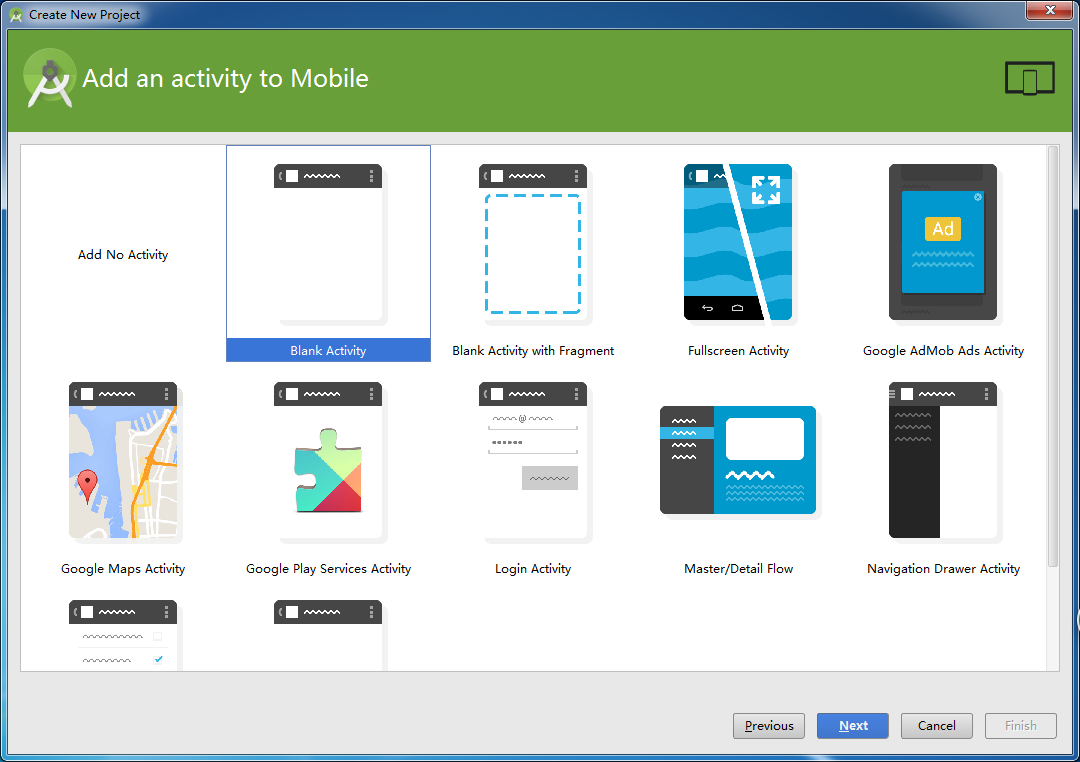 Create New Project
Add an activity to Mobile
Add No Activity
Blank Activity
Blank Activity with Fragment
Fullscreen Activity
Ad
Google AdMob Ads Activity
Google Maps Activity
Google Play Services Activity
@
Login Activity
Master/Detail Flow
Navigation Drawer Activity
Previous
Next
Cancel
Finish